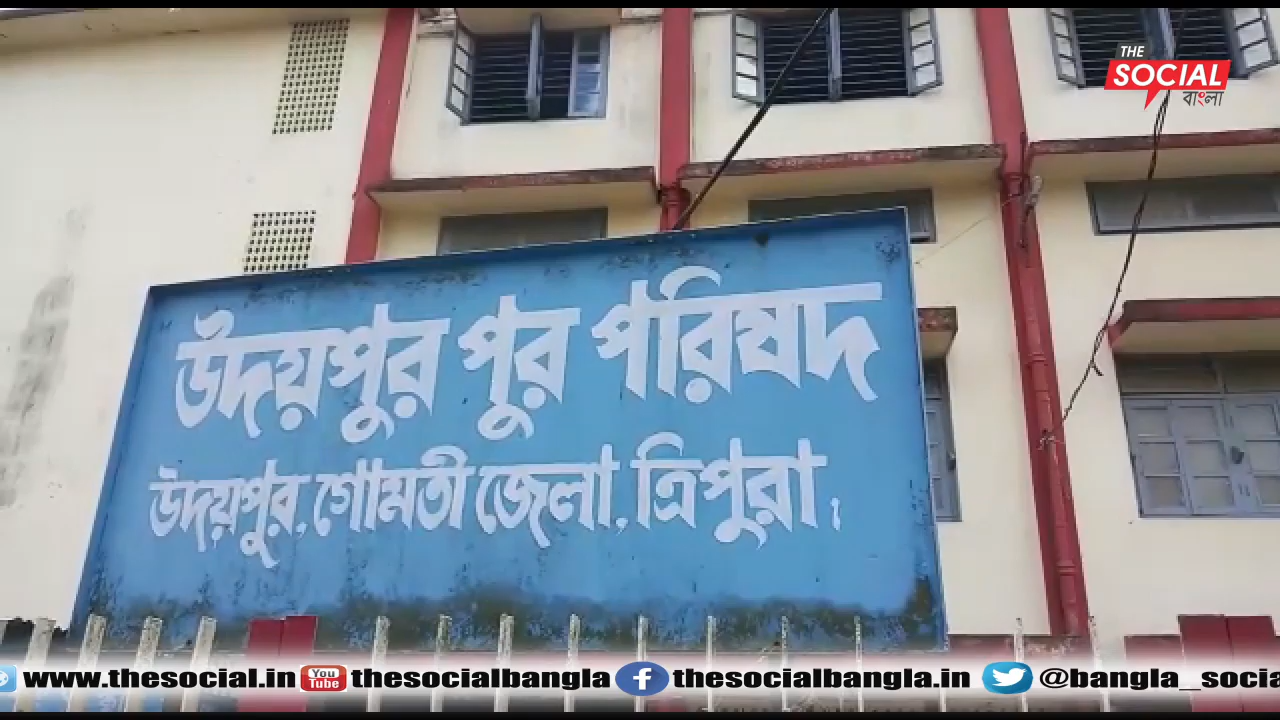 THE
SOCIAL
বাংলা
উদয়পুর পুর পরিষদ
উদয়পুর, গোমতী জেলা, ত্রিপুরা।
www.thesocial.in thesocialbangla thesocialbangla.in @bangla_socia